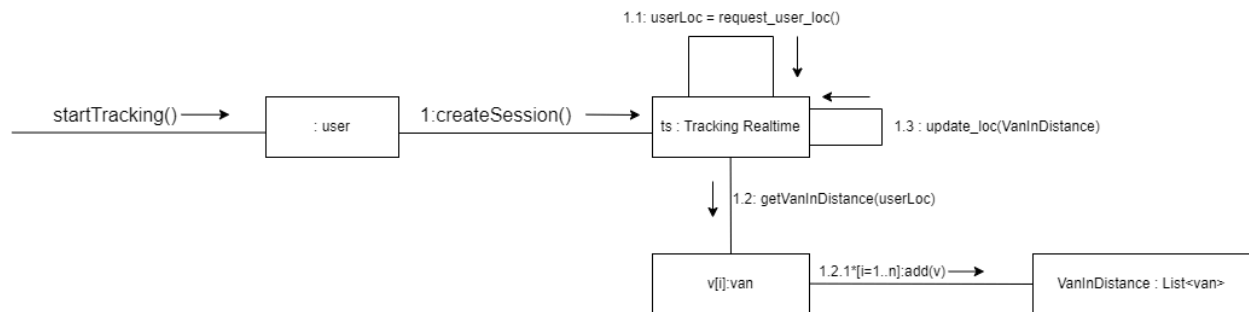 1.1: userLoc = request_user_loc()
startTracking()
: user
1:createSession()
ts : Tracking Realtime
1.3 : update_loc(VanInDistance)
1.2: getVanInDistance(userLoc)
v[i]:van
1.2.1*[i=1..n]:add(v)
VanInDistance : List<van>